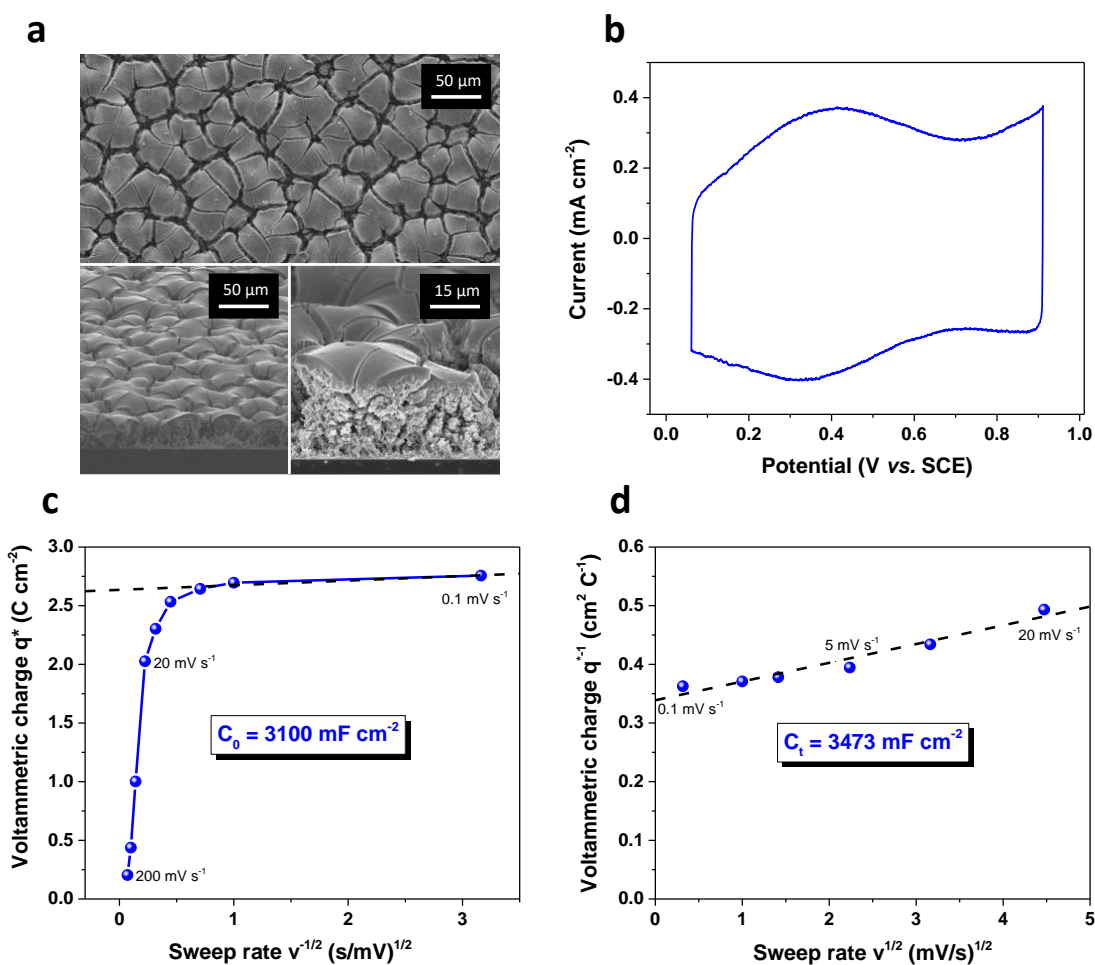 a
50 µm
50 µm
15 µm
b
0.4
0.2
0.0
-0.2
-0.4
Current (mA cm-2)
0.0
0.2
0.4
0.6
0.8
1.0
Potential (V vs. SCE)
c
3.0
2.5
2.0
1.5
1.0
0.5
0.0
Voltammetric charge q* (C cm-2)
0.1 mV s-1
20 mV s-1
C0 = 3100 mF cm-2
200 mV s-1
0
1
2
3
Sweep rate v-1/2 (s/mV)1/2
d
0.6
0.5
0.4
0.3
0.2
0.1
0.0
Voltammetric charge q*-1 (cm2 C-1)
5 mV s-1
20 mV s-1
0.1 mV s-1
Ct = 3473 mF cm-2
0
1
2
3
4
5
Sweep rate v1/2 (mV/s)1/2